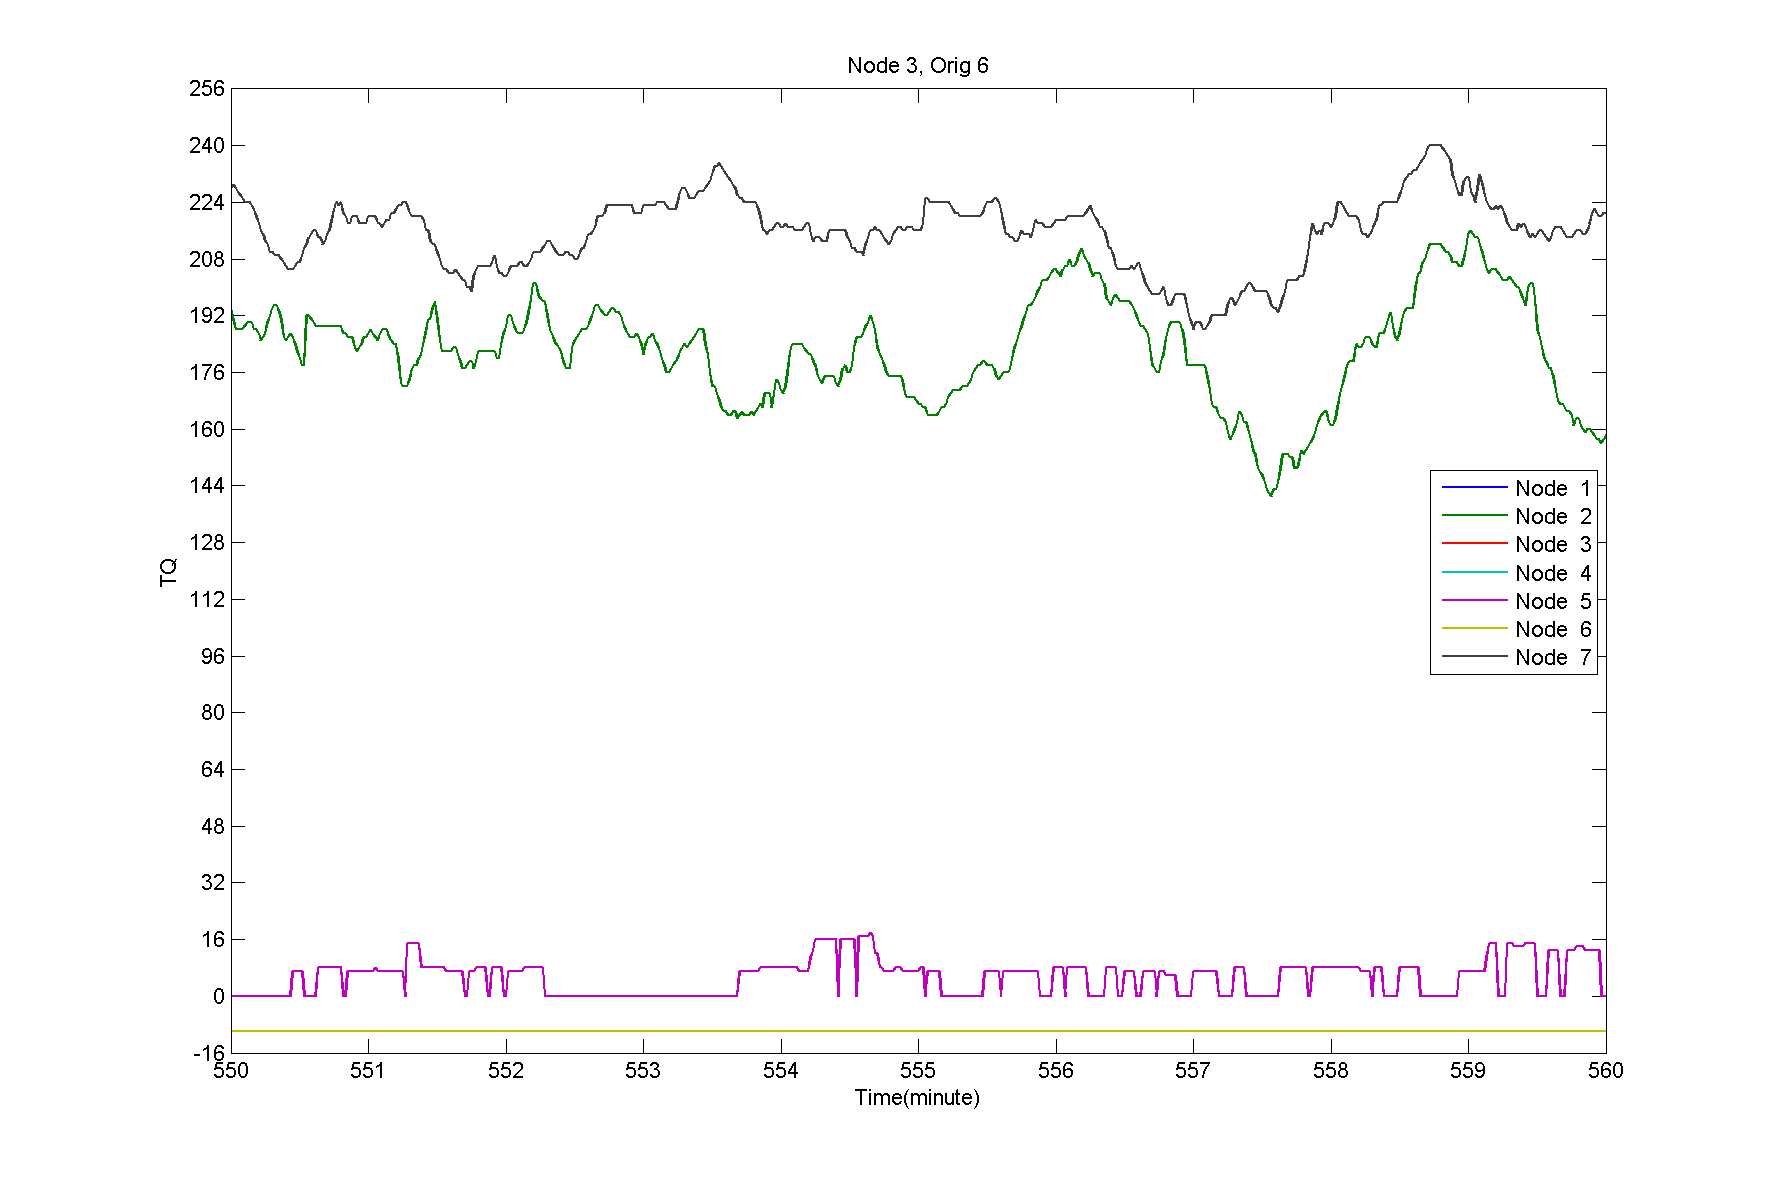 Node 3, Orig 6
256
240
224
208
192
176
160
144
128
112
96
80
64
48
32
16
0
-16
TQ
Node 1
Node 2
Node 3
Node 4
Node 5
Node 6
Node 7
550 551 552 553 554 555 556 557 558 559 560
Time(minute)